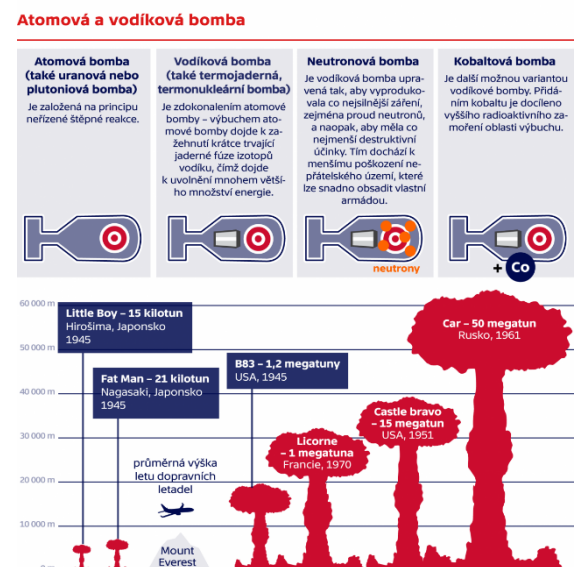 Atomová a vodíková bomba
Atomová bomba
(také uranová nebo
plutoniová bomba)
Je založená na principu
neřízené štěpné reakce.
Vodíková bomba
(také termojaderná,
termonukleární bomba)
Je zdokonalením atomové
bomby – výbuchem ato-
mové bomby dojde k za-
žehnutí krátce trvající
jaderné fúze izotopů
vodíku, čímž dojde
k uvolnění mnohem větší-
ho množství energie.
Neutronová bomba
Je vodíková bomba upra-
vená tak, aby vyproduko-
vala co nejsilnější záření,
zejména proud neutronů,
a naopak, aby měla co
nejmenší destruktivní
účinky. Tím dochází k
menšímu poškození ne-
přátelského území, které
lze snadno obsadit vlastní
armádou.
neutrony
Kobaltová bomba
Je další možnou variantou
vodíkové bomby. Přidá-
ním kobaltu je docíleno
vyššího radioaktivního za-
moření oblasti výbuchu.
+ Co
60 000 m
50 000 m
40 000 m
30 000 m
20 000 m
10 000 m
Little Boy – 15 kilotun
Hirošima, Japonsko
1945
Fat Man – 21 kilotun
Nagasaki, Japonsko
1945
průměrná výška
letu dopravních
letadel
Mount
Everest
B83 – 1,2 megatuny
USA, 1945
Licorne
– 1 megatuna
Francie, 1970
Castle bravo
– 15 megatun
USA, 1951
Car – 50 megatun
Rusko, 1961